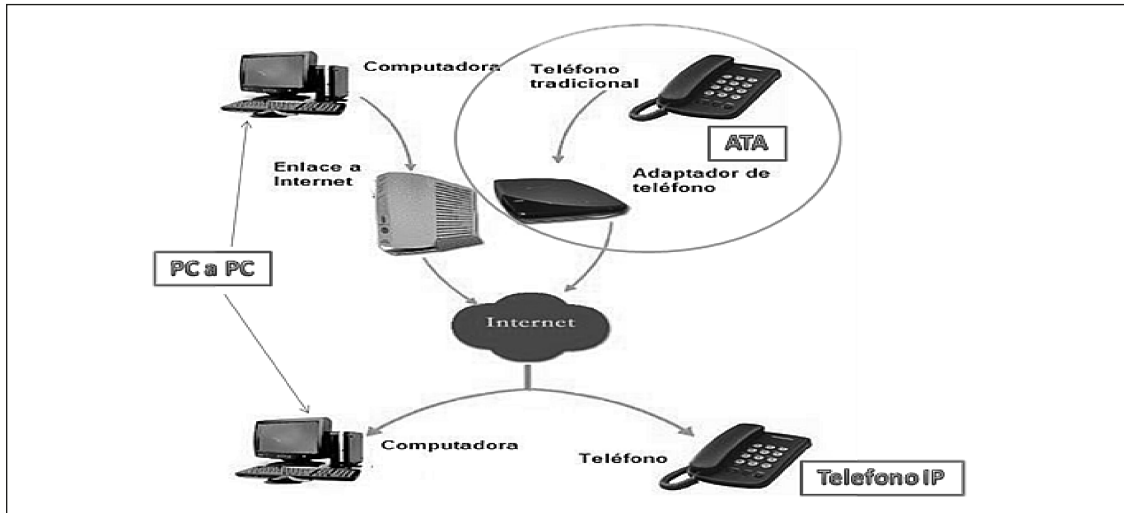 Computadora
Teléfono
tradicional
ATA
Enlace a
Internet
Adaptador de
teléfono
PC a PC
Internet
Computadora
Teléfono
Telefono IP